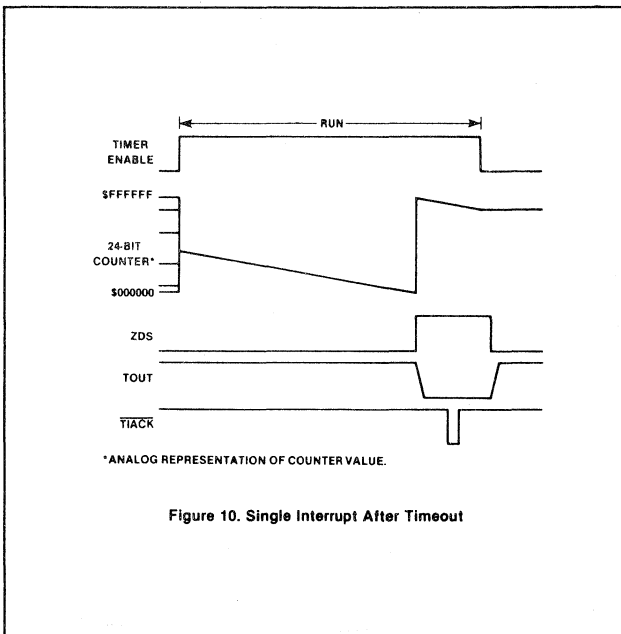 RUN
TIMER
ENABLE
$FFFFFF
24-BIT
COUNTER*
$000000
ZDS
TOUT
TIACK
*ANALOG REPRESENTATION OF COUNTER VALUE.
Figure 10. Single Interrupt After Timeout